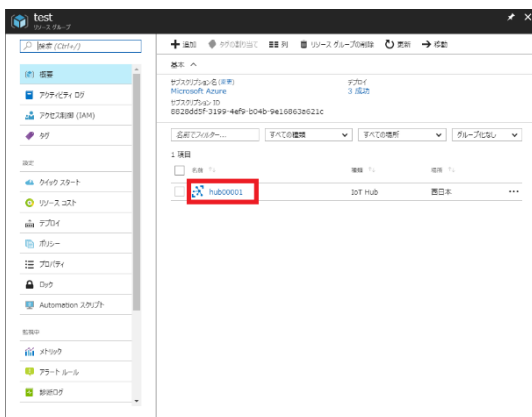 test
リソース グループ
検索 (Ctrl+/)
概要
アクティビティ ログ
アクセス制御 (IAM)
タグ
設定
クイック スタート
リソース コスト
デプロイ
ポリシー
プロパティ
ロック
Automation スクリプト
監視中
メトリック
アラート ルール
診断ログ
追加 タグの割り当て 列 リソース グループの削除 更新 移動
基本
サブスクリプション名 (変更) デプロイ
Microsoft Azure 3 成功
サブスクリプション ID
8828dd5f-3199-4ef9-b04b-9e16863a621c
名前でフィルター... すべての種類 すべての場所 グループ化なし
1 項目
名前 種類 場所
hub00001 IoT Hub 西日本